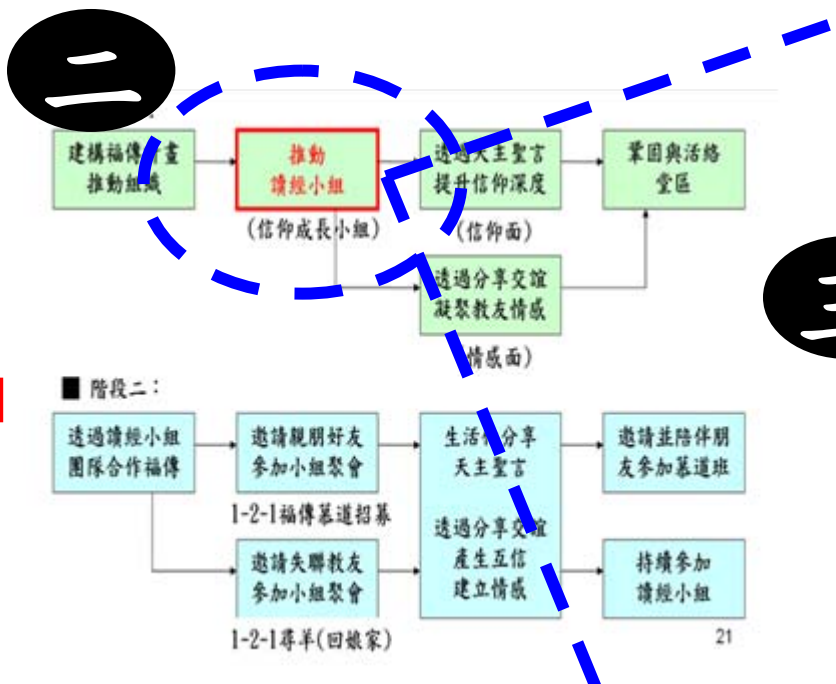 二
建構福傳計畫
推動組織
推動
讀經小組
(信仰成長小組)
透過天主聖言
提升信仰深度
(信仰面)
鞏固與活絡
堂區
透過分享交誼
凝聚教友情感
情感面)
■ 階段二：
透過讀經小組
團隊合作福傳
邀請親朋好友
參加小組聚會
1-2-1福傳慕道招募
邀請失聯教友
參加小組聚會
1-2-1尋羊(回娘家)
生活化分享
天主聖言
透過分享交誼
產生互信
建立情感
邀請並陪伴朋
友參加慕道班
持續參加
讀經小組
21